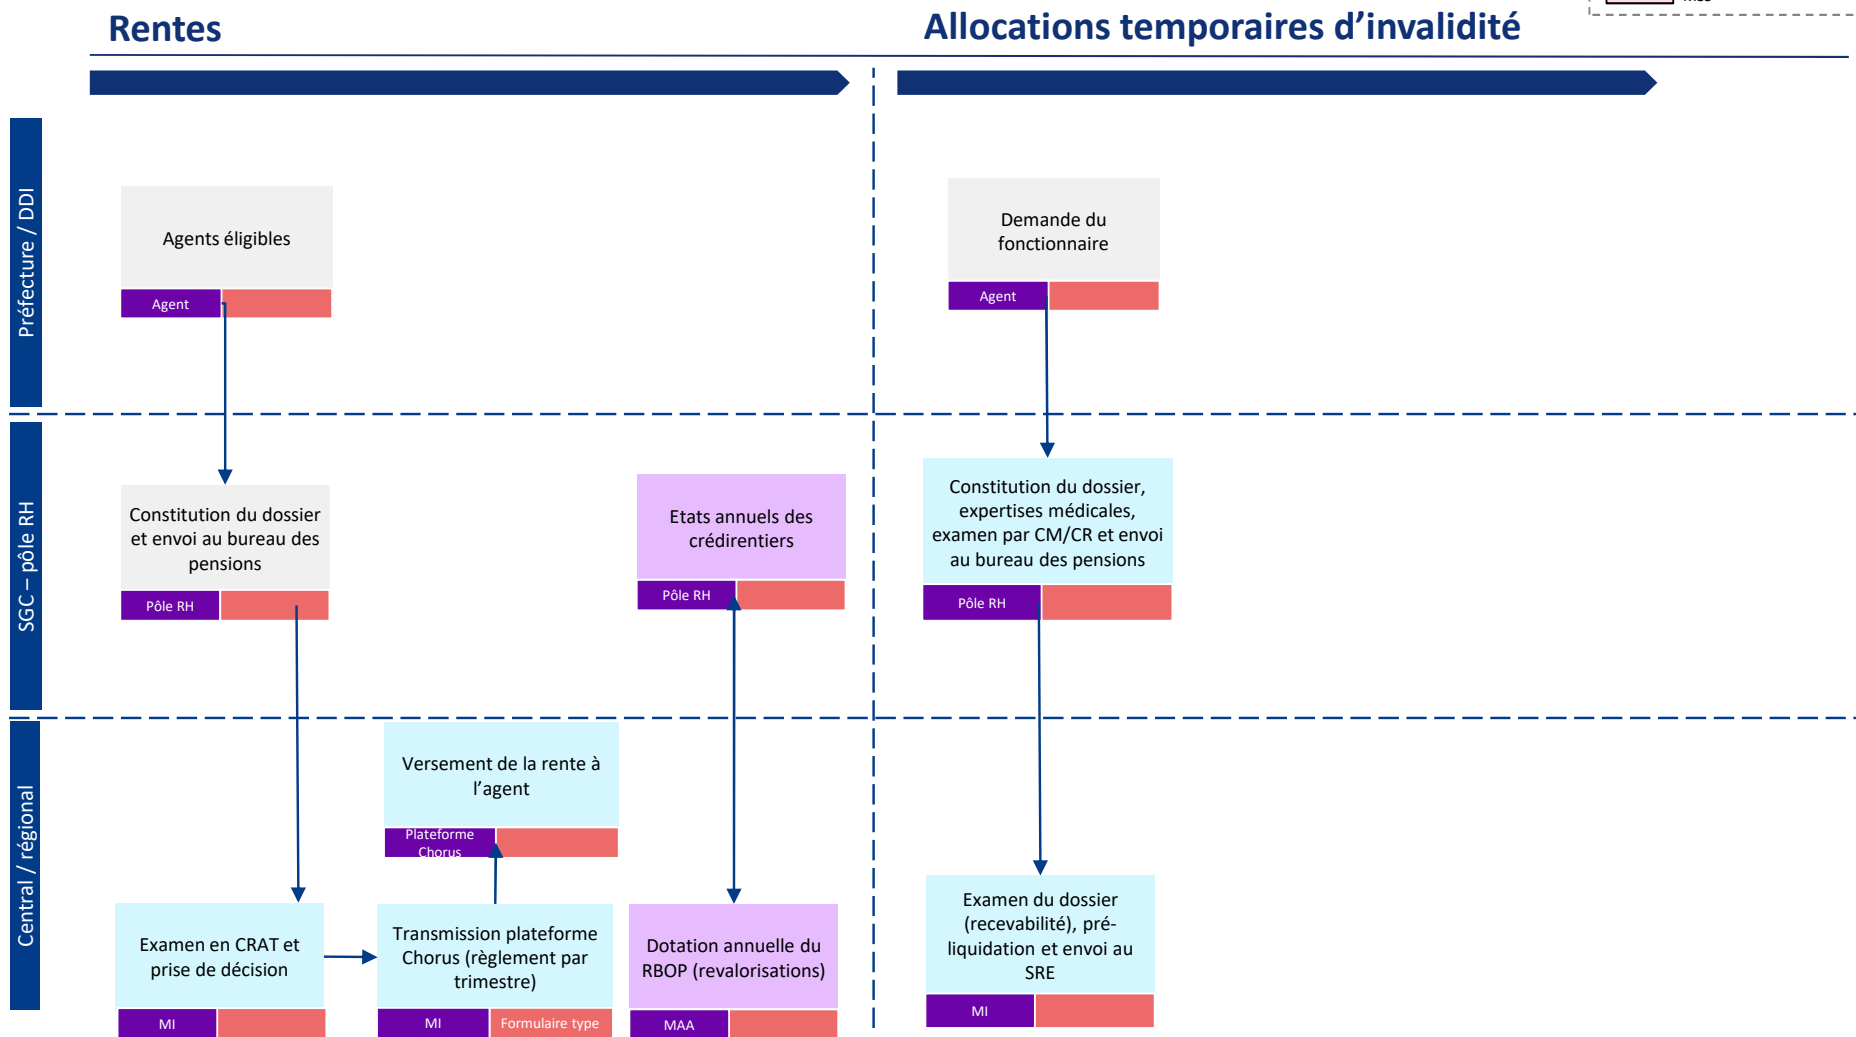 Rentes
Allocations temporaires d’invalidité
Préfecture / DDI
Agents éligibles
Agent
Demande du
fonctionnaire
Agent
SGC – pôle RH
Constitution du dossier
et envoi au bureau des
pensions
Pôle RH
Etats annuels des
crédirentiers
Pôle RH
Constitution du dossier,
expertises médicales,
examen par CM/CR et envoi
au bureau des pensions
Pôle RH
Central / régional
Versement de la rente à
l’agent
Plateforme
Chorus
Examen en CRAT et
prise de décision
MI
Transmission plateforme
Chorus (règlement par
trimestre)
MI
Formulaire type
Dotation annuelle du
RBOP (revalorisations)
MAA
Examen du dossier
(recevabilité), pré-
liquidation et envoi au
SRE
MI